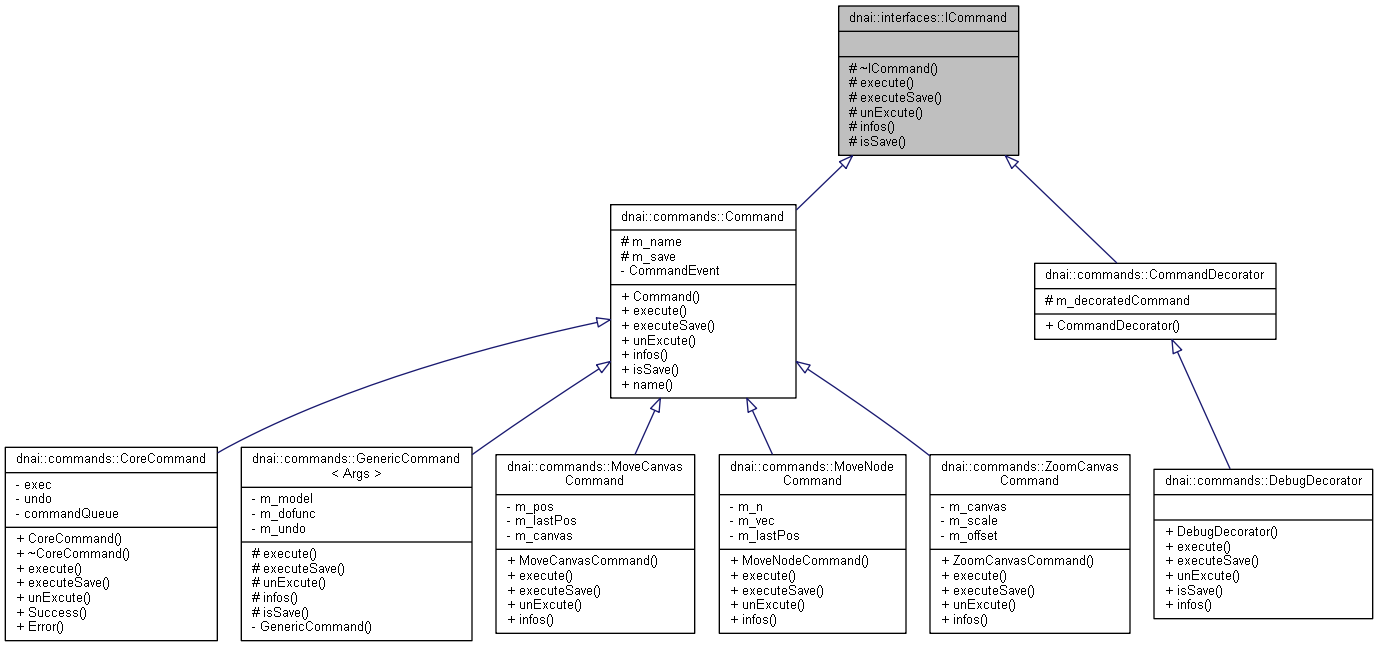 dnai::interfaces::ICommand
# ~ICommand()
# execute()
# executeSave()
# unExcute()
# infos()
# isSave()
dnai::commands::Command
# m_name
# m_save
- CommandEvent
+ Command()
+ execute()
+ executeSave()
+ unExcute()
+ infos()
+ isSave()
+ name()
dnai::commands::CommandDecorator
# m_decoratedCommand
+ CommandDecorator()
dnai::commands::CoreCommand
- exec
- undo
- commandQueue
+ CoreCommand()
+ ~CoreCommand()
+ execute()
+ executeSave()
+ unExcute()
+ Success()
+ Error()
dnai::commands::GenericCommand
< Args >
- m_model
- m_dofunc
- m_undo
# execute()
# executeSave()
# unExcute()
# infos()
# isSave()
- GenericCommand()
dnai::commands::MoveCanvas
Command
- m_pos
- m_lastPos
- m_canvas
+ MoveCanvasCommand()
+ execute()
+ executeSave()
+ unExcute()
+ infos()
dnai::commands::MoveNode
Command
- m_n
- m_vec
- m_lastPos
+ MoveNodeCommand()
+ execute()
+ executeSave()
+ unExcute()
+ infos()
dnai::commands::ZoomCanvas
Command
- m_canvas
- m_scale
- m_offset
+ ZoomCanvasCommand()
+ execute()
+ executeSave()
+ unExcute()
+ infos()
dnai::commands::DebugDecorator
+ DebugDecorator()
+ execute()
+ executeSave()
+ unExcute()
+ isSave()
+ infos()